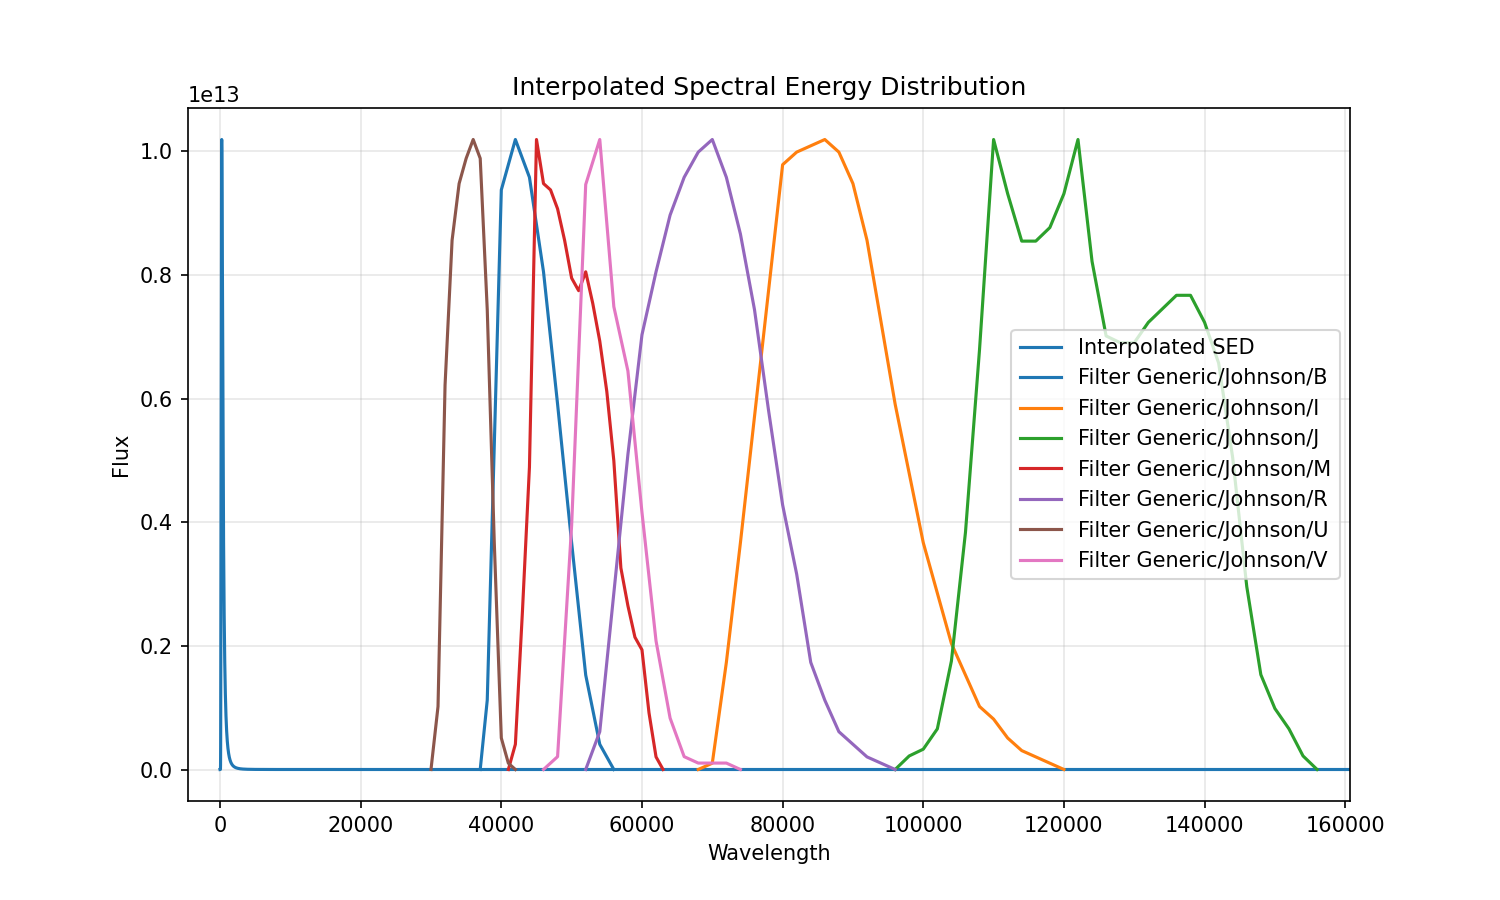 Interpolated Spectral Energy Distribution
1e13
1.0
0.8
0.6
0.4
0.2
0.0
Flux
Interpolated SED
Filter Generic/Johnson/B
Filter Generic/Johnson/I
Filter Generic/Johnson/J
Filter Generic/Johnson/M
Filter Generic/Johnson/R
Filter Generic/Johnson/U
Filter Generic/Johnson/V
0 20000 40000 60000 80000 100000 120000 140000 160000
Wavelength